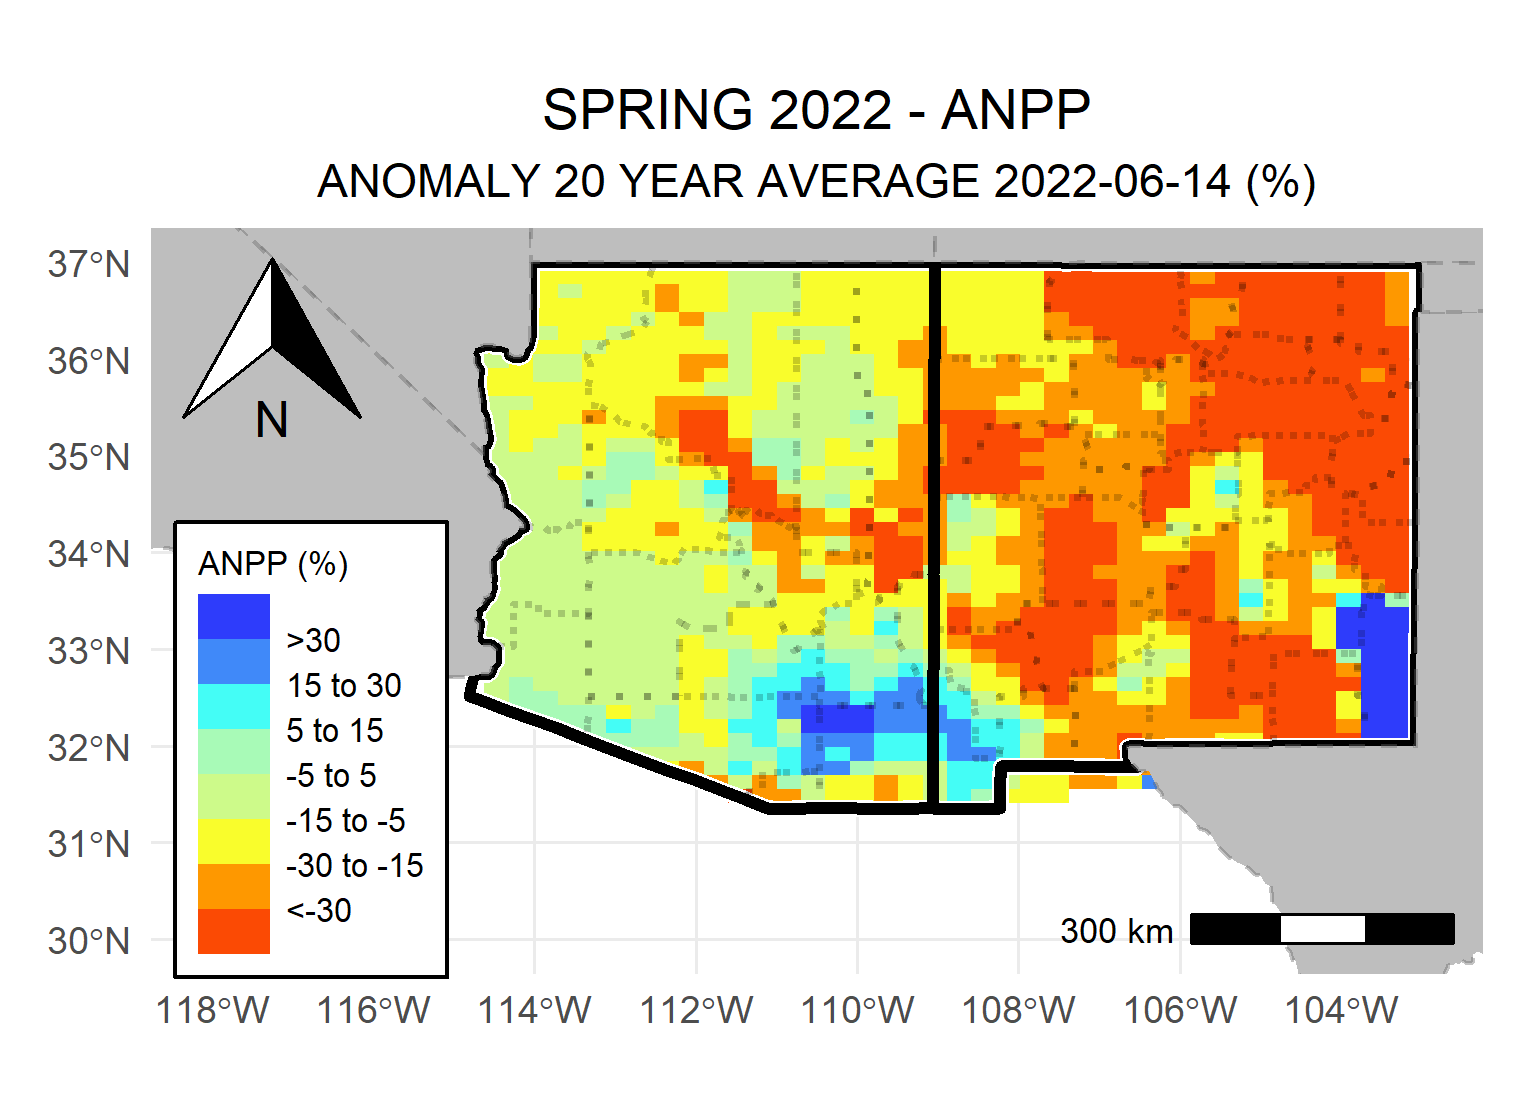 SPRING 2022 - ANPP
ANOMALY 20 YEAR AVERAGE 2022-06-14 (%)
37°N
36°N
35°N
34°N
33°N
32°N
31°N
30°N
N
ANPP (%)
>30
15 to 30
5 to 15
-5 to 5
-15 to -5
-30 to -15
<-30
300 km
118°W
116°W
114°W
112°W
110°W
108°W
106°W
104°W